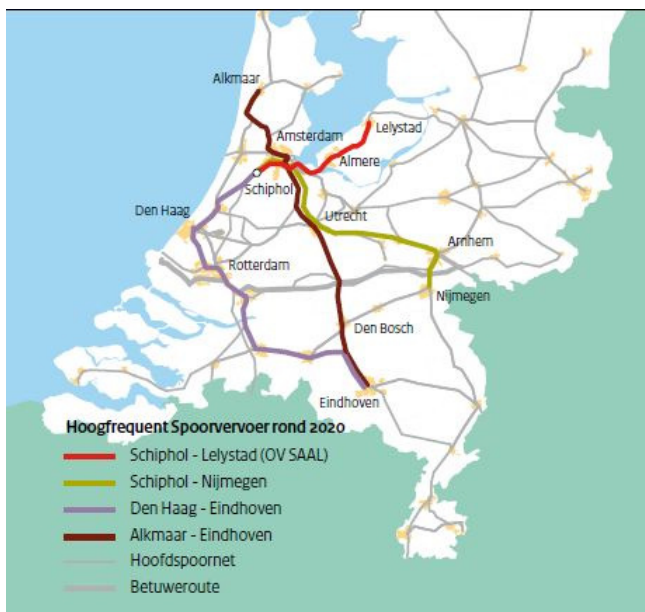 Alkmaar
Lelystad
Amsterdam
Almere
Schiphol
Den Haag
Utrecht
Arnhem
Rotterdam
Nijmegen
Den Bosch
Eindhoven
Hoogfrequent Spoorvervoer rond 2020
Schiphol - Lelystad (OV SAAL)
Schiphol - Nijmegen
Den Haag - Eindhoven
Alkmaar - Eindhoven
Hoofdspoornet
Betuweroute